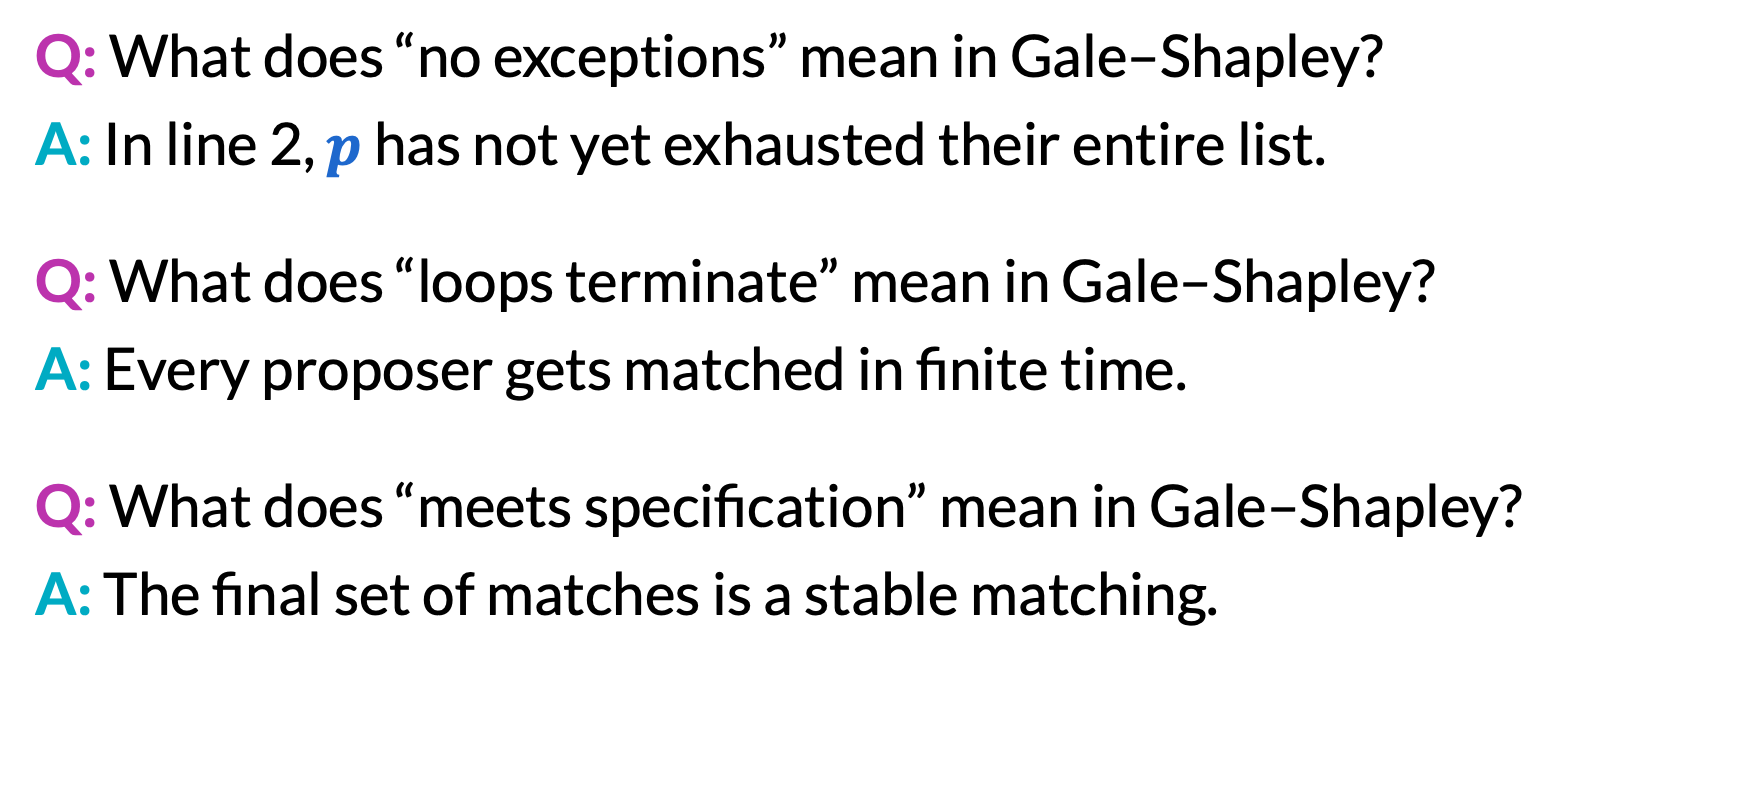 Q: What does “no exceptions” mean in Gale–Shapley?
A: In line 2, p has not yet exhausted their entire list.
Q: What does “loops terminate” mean in Gale–Shapley?
A: Every proposer gets matched in finite time.
Q: What does “meets specification” mean in Gale–Shapley?
A: The final set of matches is a stable matching.